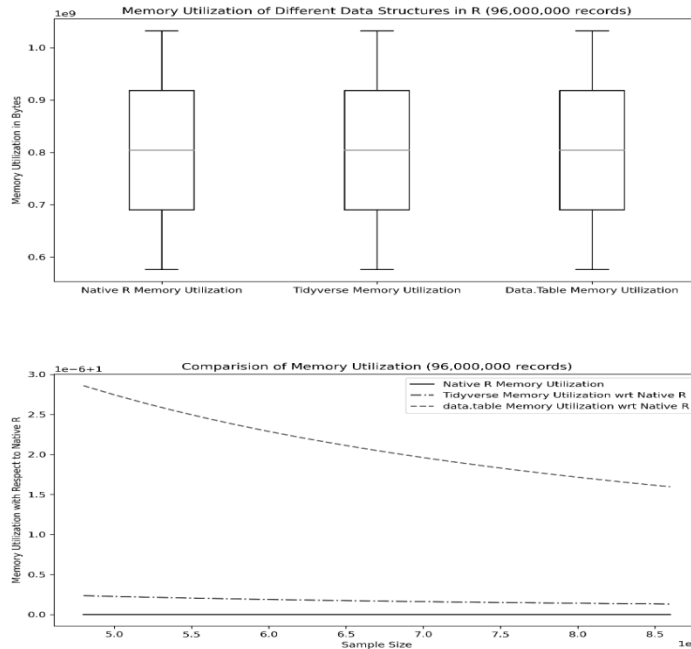 Memory Utilization of Different Data Structures in R (96,000,000 records)
1e9
1.0
0.9
0.8
0.7
0.6
Memory Utilization in Bytes
Native R Memory Utilization
Tidyverse Memory Utilization
Data.Table Memory Utilization
Comparision of Memory Utilization (96,000,000 records)
1e-6+1
3.0
2.5
2.0
1.5
1.0
0.5
0.0
Memory Utilization with Respect to Native R
Native R Memory Utilization
Tidyverse Memory Utilization wrt Native R
data.table Memory Utilization wrt Native R
5.0 5.5 6.0 6.5 7.0 7.5 8.0 8.5
Sample Size